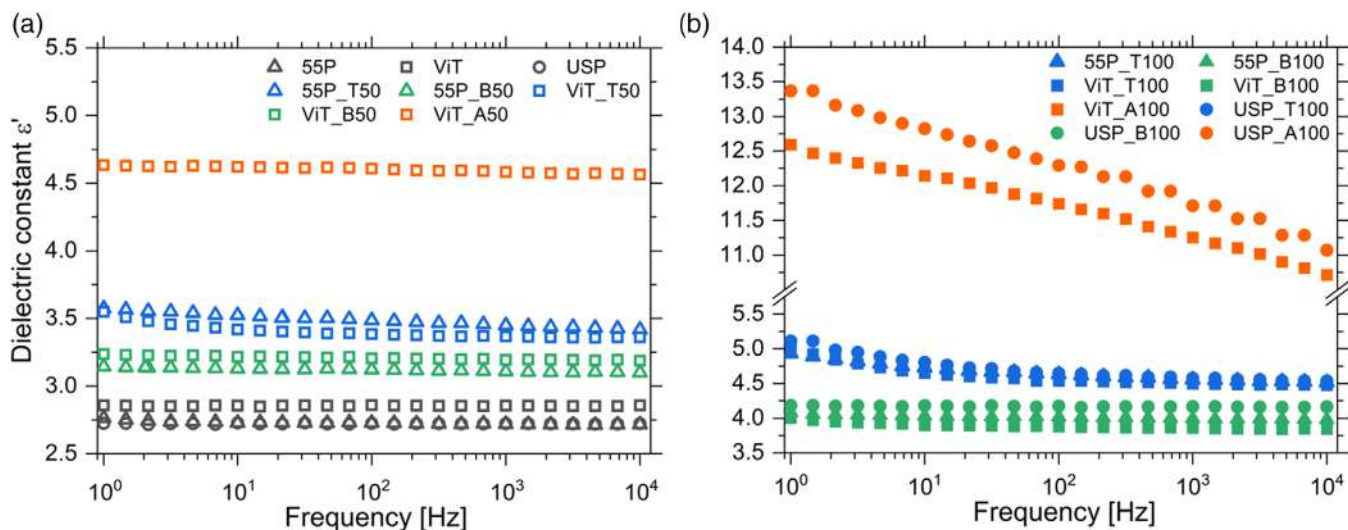 (a)
Dielectric constant ε'
5.5
5.0
4.5
4.0
3.5
3.0
2.5
55P ViT USP
55P_T50 55P_B50 ViT_T50
ViT_B50 ViT_A50
10⁰ 10¹ 10² 10³ 10⁴
Frequency [Hz]
(b)
14.0
13.5
13.0
12.5
12.0
11.5
11.0
5.5
5.0
4.5
4.0
3.5
55P_T100 55P_B100
ViT_T100 ViT_B100
ViT_A100 USP_T100
USP_B100 USP_A100
10⁰ 10¹ 10² 10³ 10⁴
Frequency [Hz]